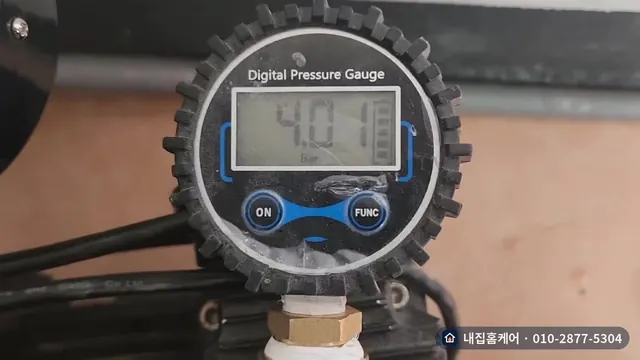 Digital Pressure Gauge
4.01
Bar
ON
FUNC
내집홈케어 · 010-2877-5304